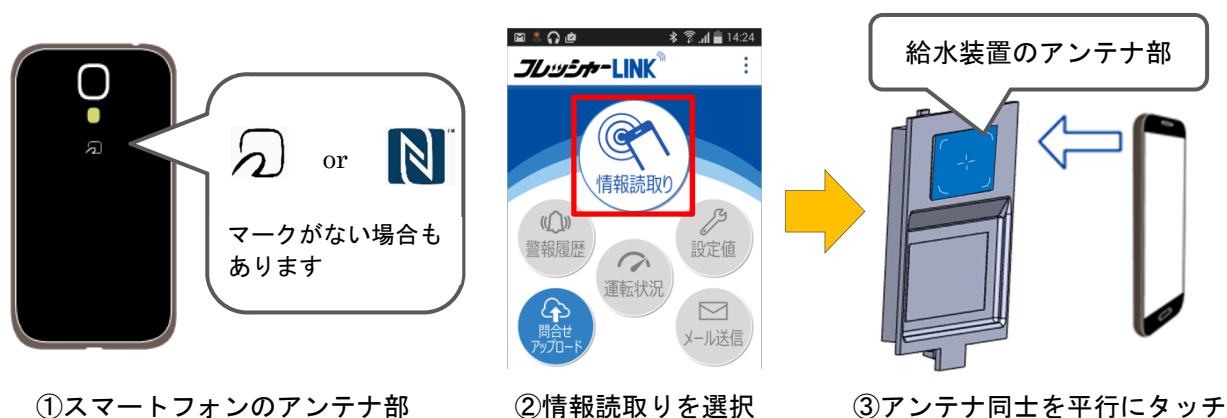 or
N
マークがない場合も
あります
14:24
フレッシャーLINK
情報読取り
警報履歴
設定値
運転状況
問合せ
アップロード
メール送信
給水装置のアンテナ部
①スマートフォンのアンテナ部
②情報読取りを選択
③アンテナ同士を平行にタッチ